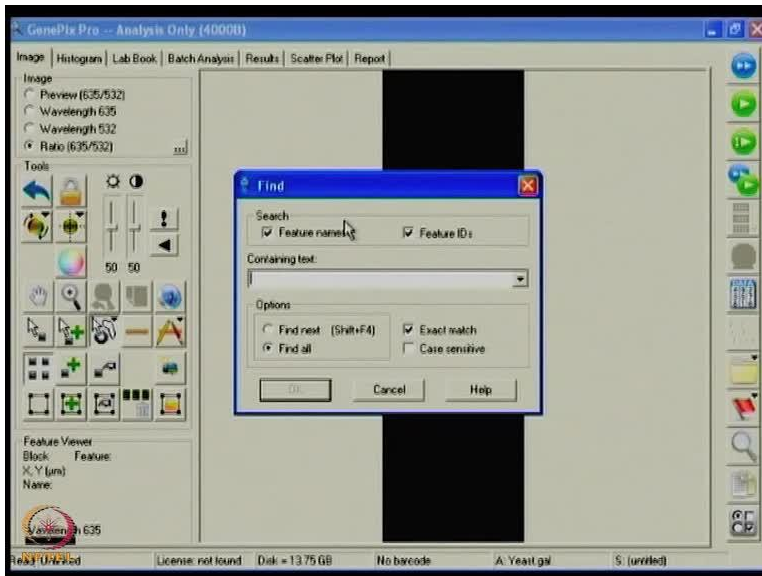 GenePix Pro -- Analysis Only (4000B)
Image Histogram Lab Book Batch Analysis Results Scatter Plot Report
Image
Preview (635/532)
Wavelength 635
Wavelength 532
Ratio (635/532) ...
Tools
50 50
Feature Viewer
Block Feature:
X, Y (µm)
Name:
Wavelength 635
Find
Search
Feature names
Feature IDs
Containing text:
Options
Find next (Shift+F4)
Exact match
Find all
Case sensitive
OK
Cancel
Help
DATA
NPTEL
License: not found Disk = 13.75 GB No barcode A: Yeast.gal S: (untitled)